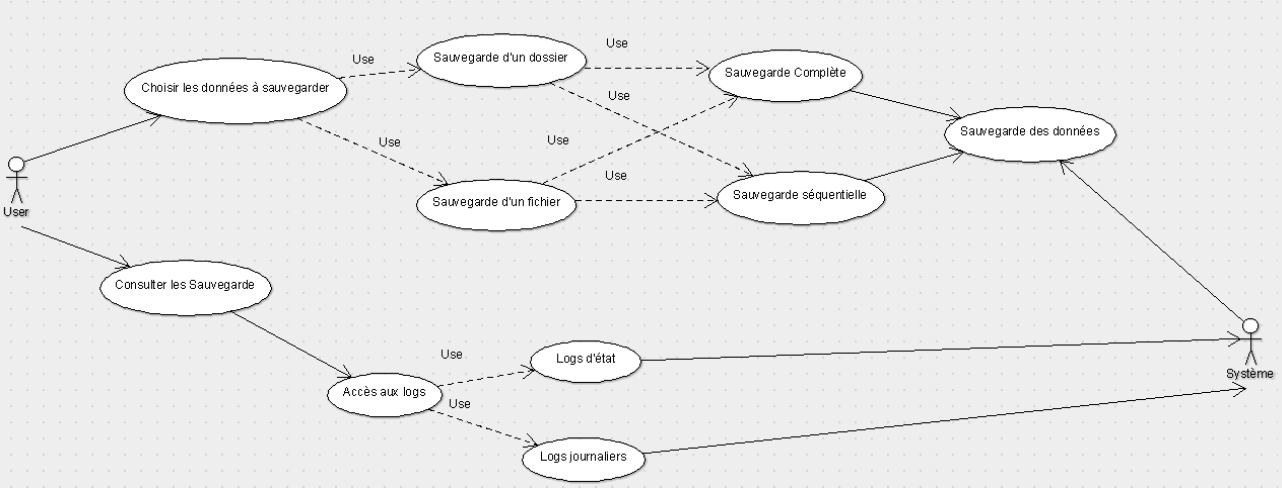 Use
Sauvegarde d'un dossier
Use
Choisir les données à sauvegarder
Sauvegarde Complète
Use
Sauvegarde des données
Use
Use
Use
Sauvegarde d'un fichier
Sauvegarde séquentielle
User
Consulter les Sauvegarde
Use
Logs d'état
Système
Accès aux logs
Use
Logs journaliers